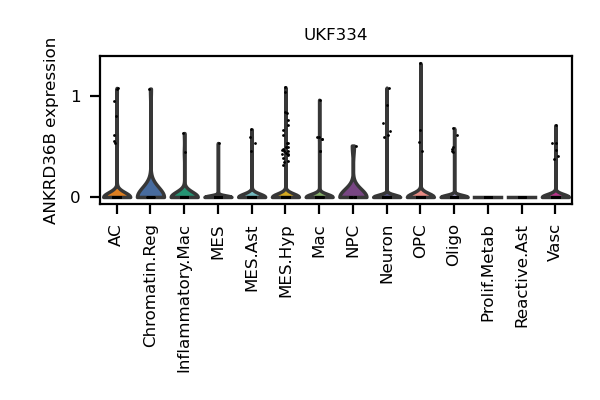 UKF334
ANKRD36B expression
1
0
AC
Chromatin.Reg
Inflammatory.Mac
MES
MES.Ast
MES.Hyp
Mac
NPC
Neuron
OPC
Oligo
Prolif.Metab
Reactive.Ast
Vasc